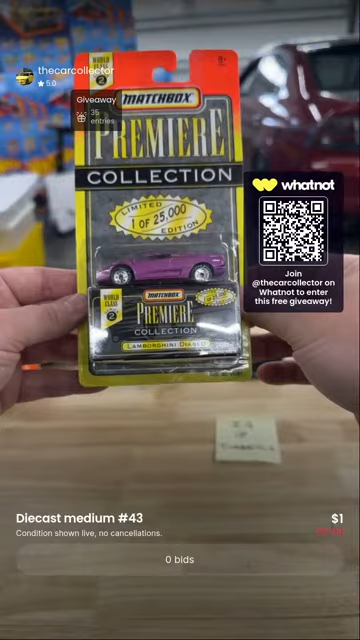 thecarcollector
5.0
Giveaway
35
entries
WORLD
CLASS
2
8+
MATCHBOX
PREMIERE
COLLECTION
LIMITED
1 OF 25,000
EDITION
WORLD
CLASS
2
MATCHBOX
PREMIERE
COLLECTION
LAMBORGHINI DIABLO
whatnot
Join
@thecarcollector on
Whatnot to enter
this free giveaway!
Diecast medium #43
$1
Condition shown live, no cancellations.
0 bids